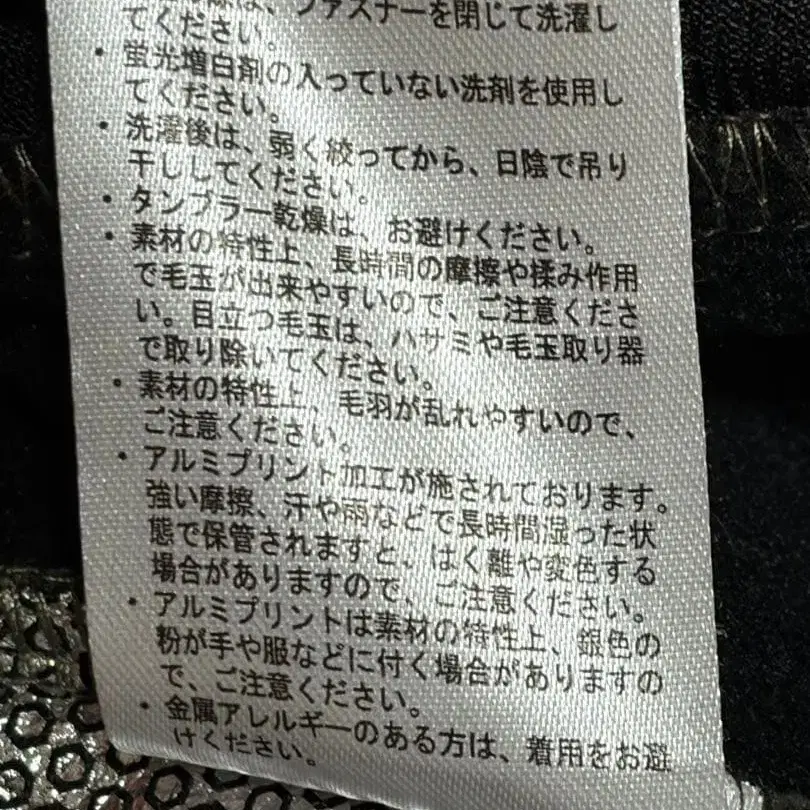 は、ファスナーを閉じて洗濯し
てください。
・蛍光増白剤の入っていない洗剤を使用し
てください。
・洗濯後は、弱く絞ってから、日陰で吊り
干ししてください。
・タンブラー乾燥は、お避けください。
・素材の特性上、長時間の摩擦や揉み作用
で毛玉が出来やすいので、ご注意くださ
い。目立つ毛玉は、ハサミや毛玉取り器
で取り除いてください。
・素材の特性上、毛羽が乱れやすいので、
ご注意ください。
・アルミプリント加工が施されております。
強い摩擦、汗や雨などで長時間湿った状
態で保管されますと、はく離や変色する
場合がありますので、ご注意ください。
・アルミプリントは素材の特性上、銀色の
粉が手や服などに付く場合がありますの
で、ご注意ください。
・金属アレルギーのある方は、着用をお避
けください。